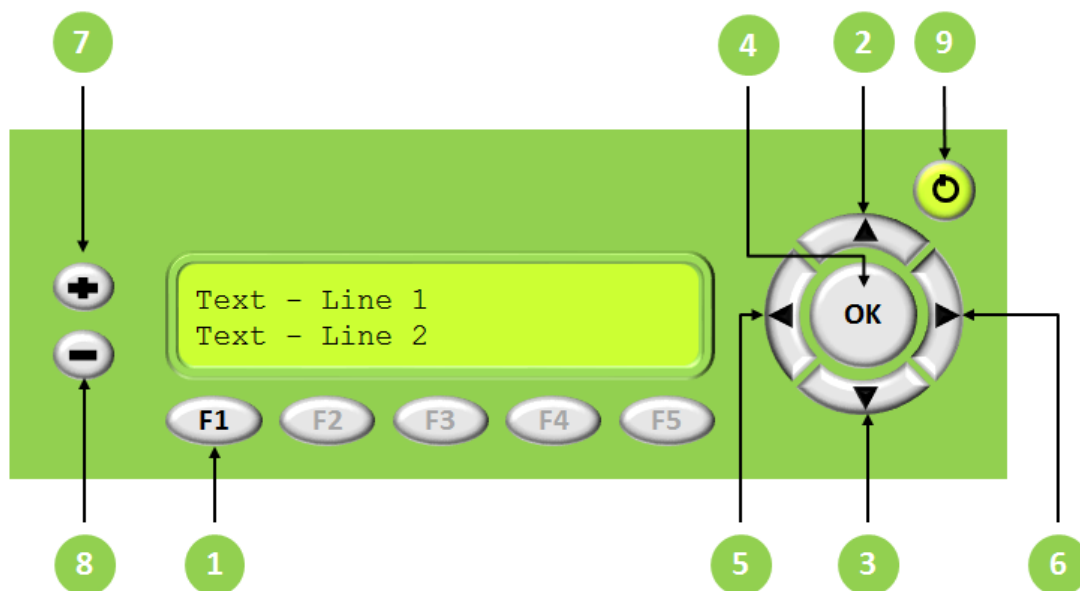 7 4 2 9
Text - Line 1
Text - Line 2
OK
F1 F2 F3 F4 F5
8 1 5 3 6